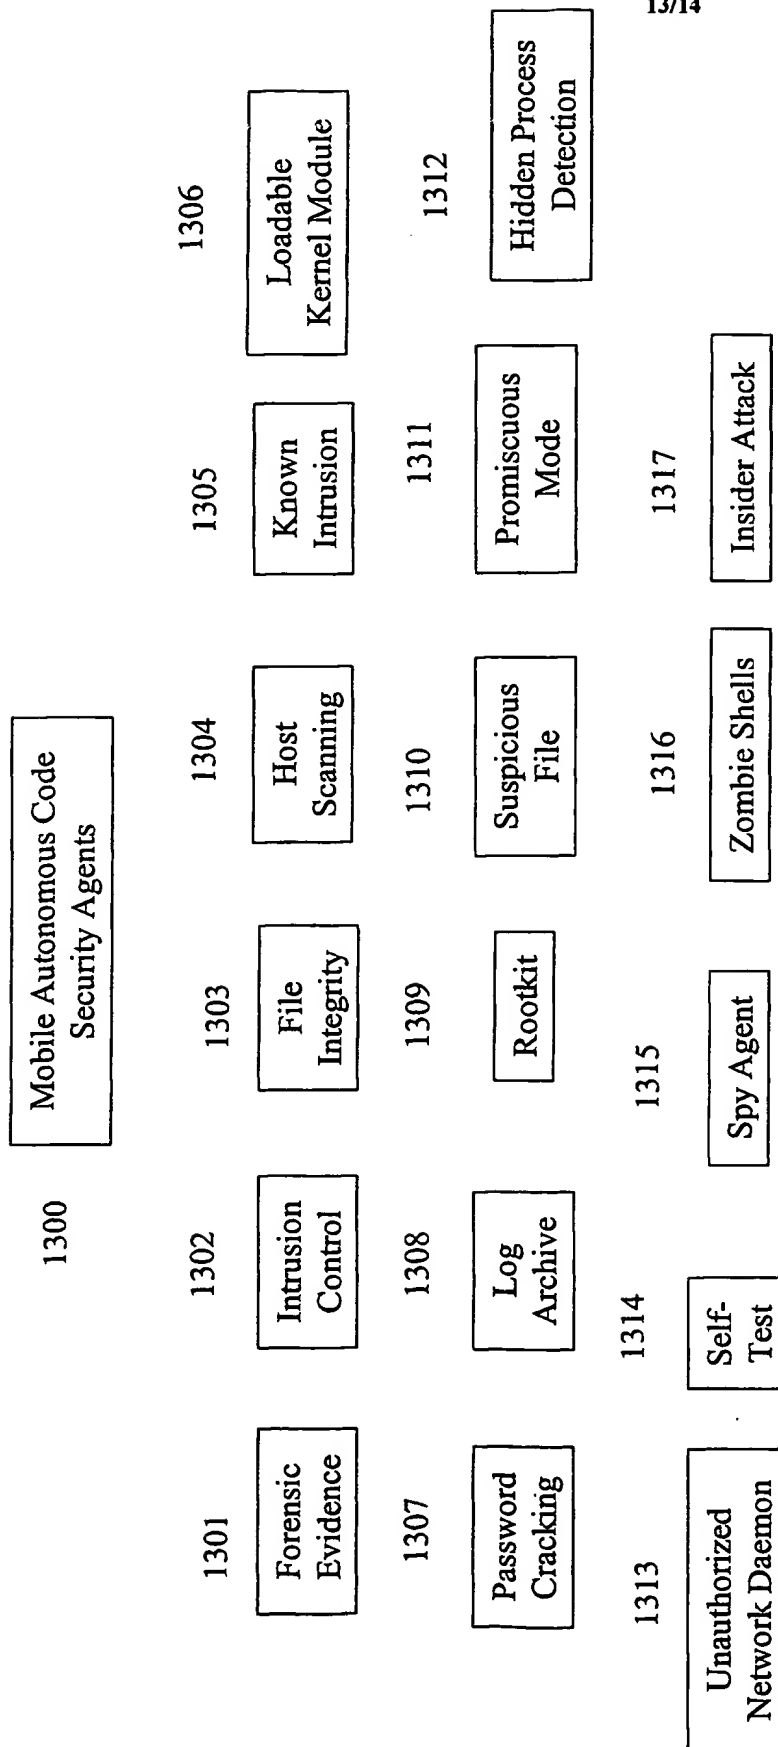 13/14
1300
Mobile Autonomous Code
Security Agents
1301
Forensic
Evidence
1302
Intrusion
Control
1303
File
Integrity
1304
Host
Scanning
1305
Known
Intrusion
1306
Loadable
Kernel Module
1307
Password
Cracking
1308
Log
Archive
1309
Rootkit
1310
Suspicious
File
1311
Promiscuous
Mode
1312
Hidden Process
Detection
1313
Unauthorized
Network Daemon
1314
Self-
Test
1315
Spy Agent
1316
Zombie Shells
1317
Insider Attack